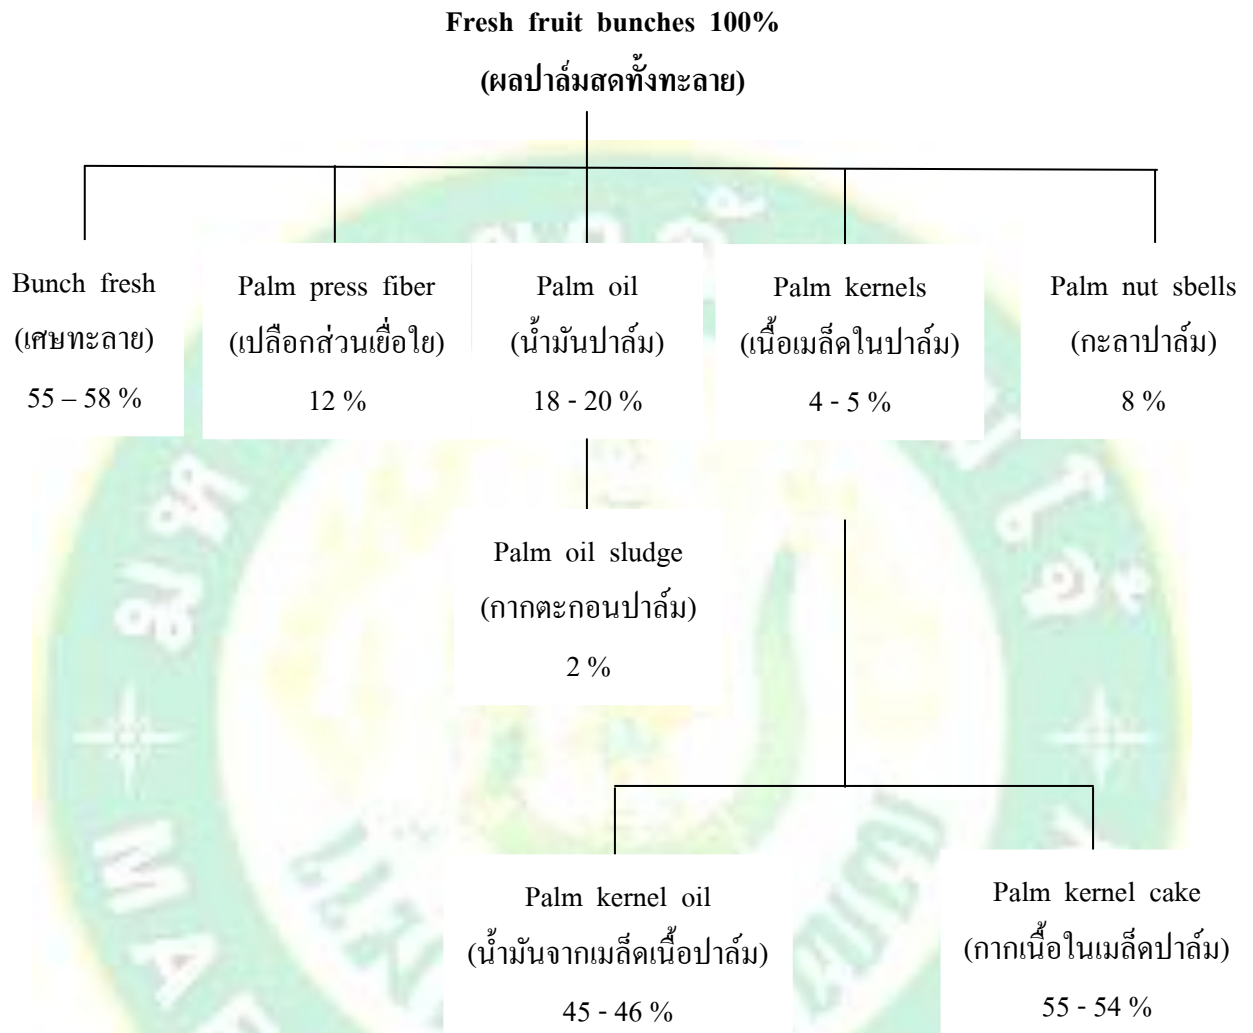 Fresh fruit bunches 100%
(ผลปาล์มสดทั้งทะลาย)
Bunch fresh
(เศษทะลาย)
55 – 58 %
Palm press fiber
(เปลือกส่วนเยื่อใย)
12 %
Palm oil
(น้ำมันปาล์ม)
18 - 20 %
Palm kernels
(เนื้อเมล็ดในปาล์ม)
4 - 5 %
Palm nut sbells
(กะลาปาล์ม)
8 %
Palm oil sludge
(กากตะกอนปาล์ม)
2 %
Palm kernel oil
(น้ำมันจากเมล็ดเนื้อปาล์ม)
45 - 46 %
Palm kernel cake
(กากเนื้อในเมล็ดปาล์ม)
55 - 54 %